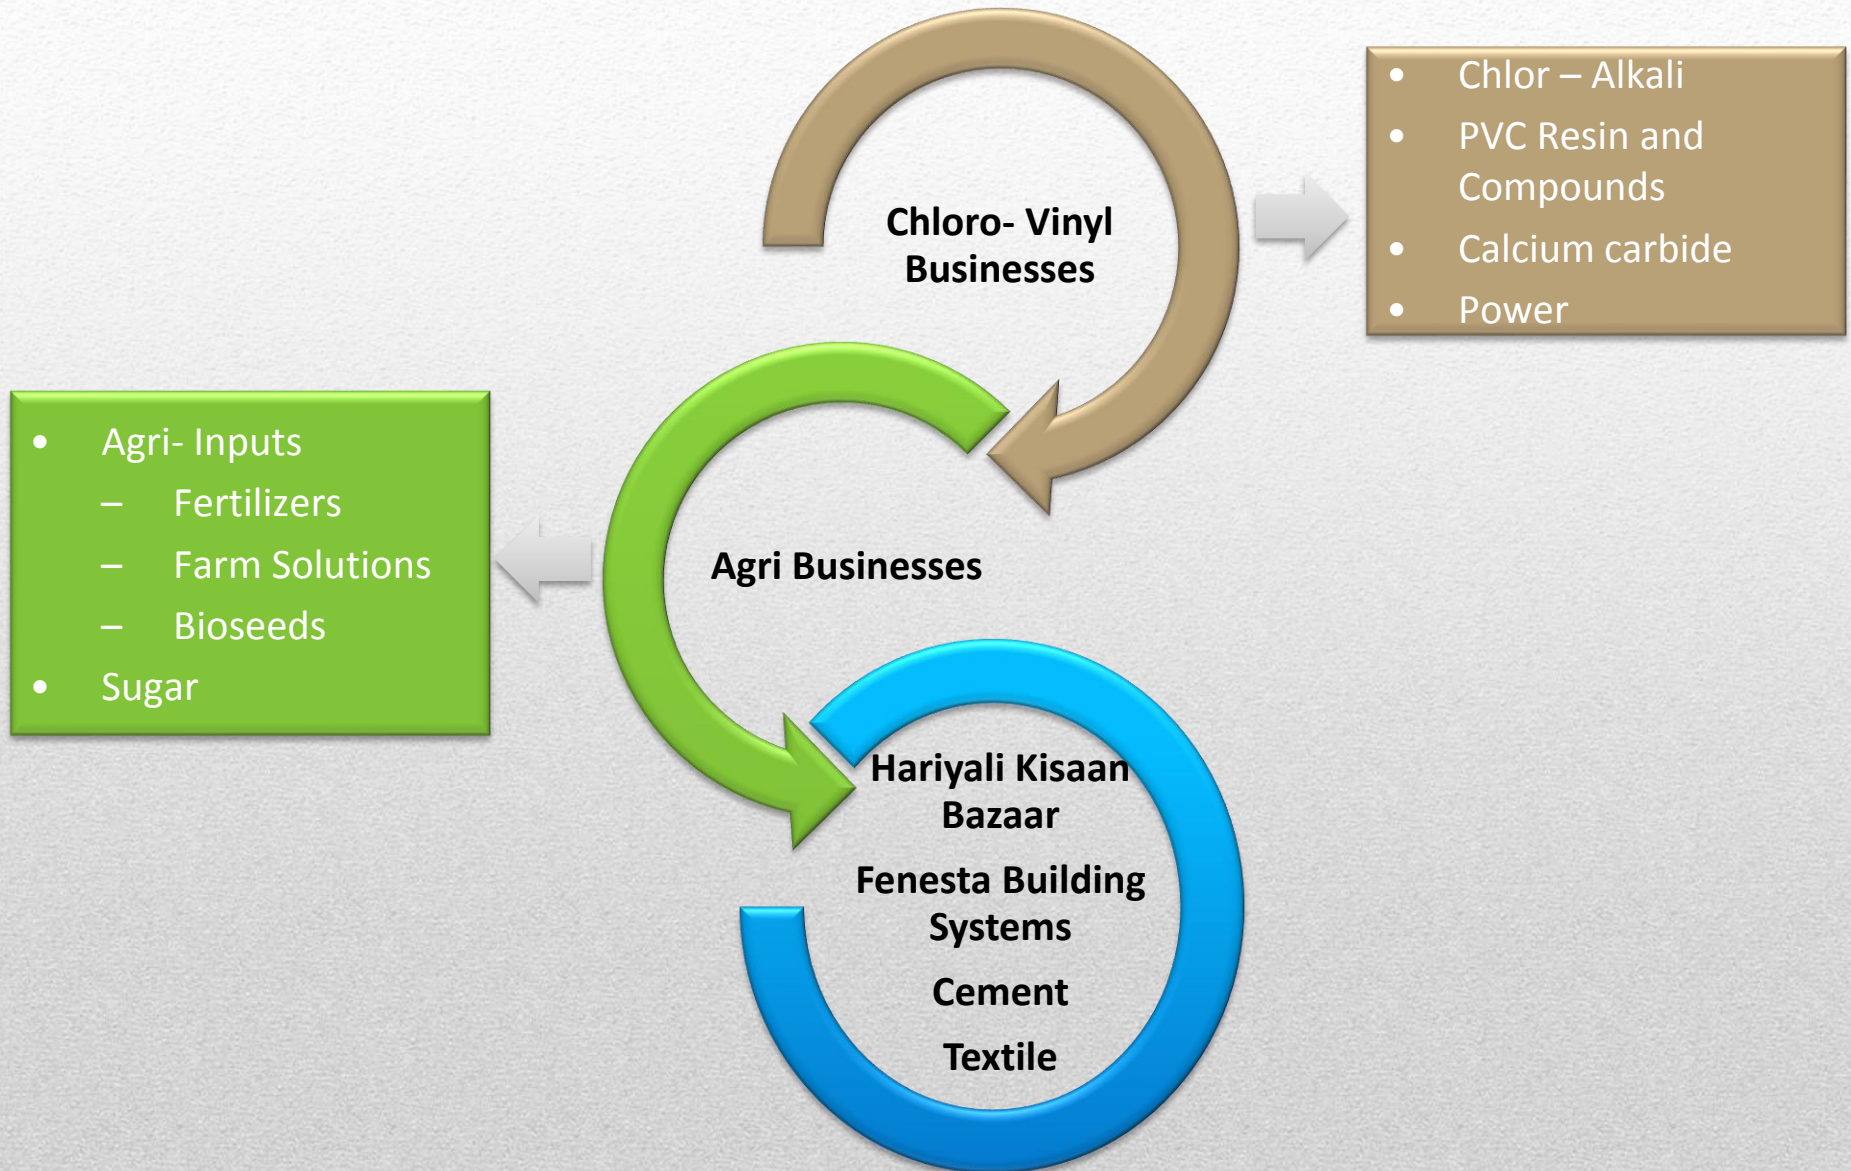 Chloro- Vinyl
Businesses
• Chlor – Alkali
• PVC Resin and
Compounds
• Calcium carbide
• Power
Agri Businesses
• Agri- Inputs
– Fertilizers
– Farm Solutions
– Bioseeds
• Sugar
Hariyali Kisaan
Bazaar
Fenesta Building
Systems
Cement
Textile